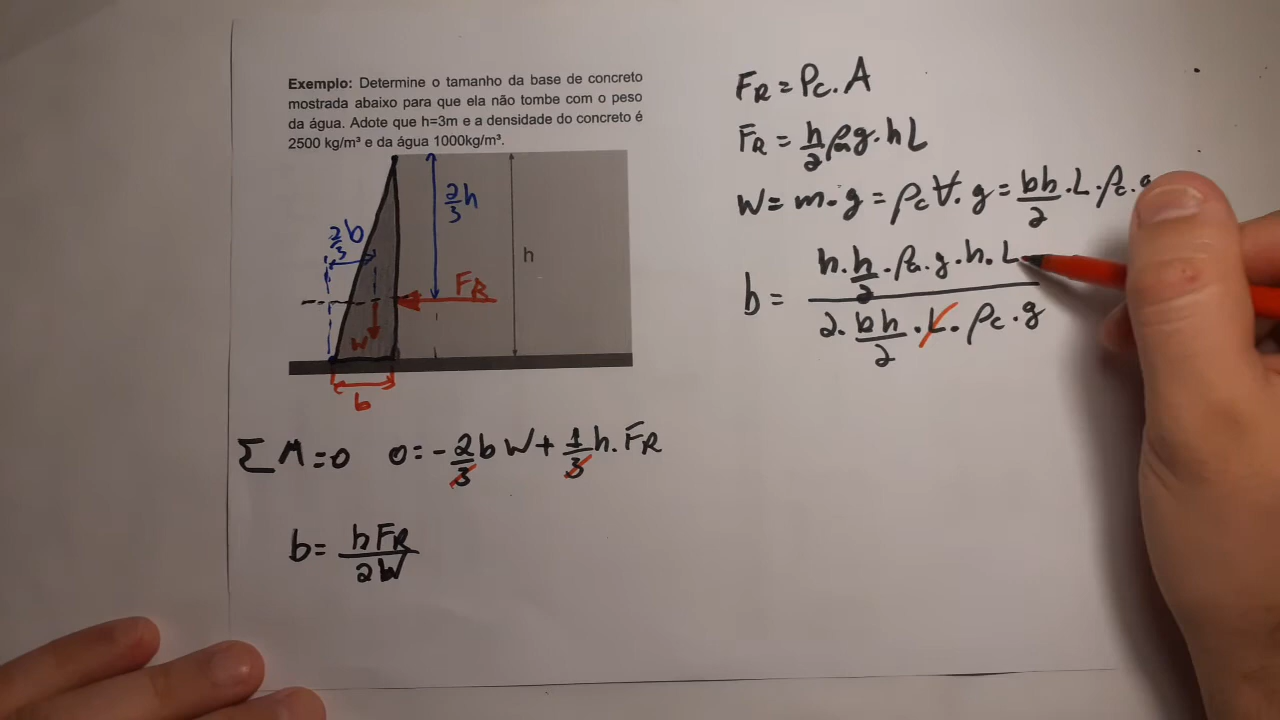 Exemplo: Determine o tamanho da base de concreto
mostrada abaixo para que ela não tombe com o peso
da água. Adote que h=3m e a densidade do concreto é
2500 kg/m³ e da água 1000kg/m³.
2/3 h
2/3 b
h
FR
W
b
ΣM=0 0=-2/3 b W+1/3 h.FR
b=hFR/2W
FR=Pc.A
FR=h/2 ρag.hL
W=m.g=ρc∀.g=bh/2.L.ρc.g
b=h.h/2.ρa.g.h.L/2.bh/2.L.ρc.g